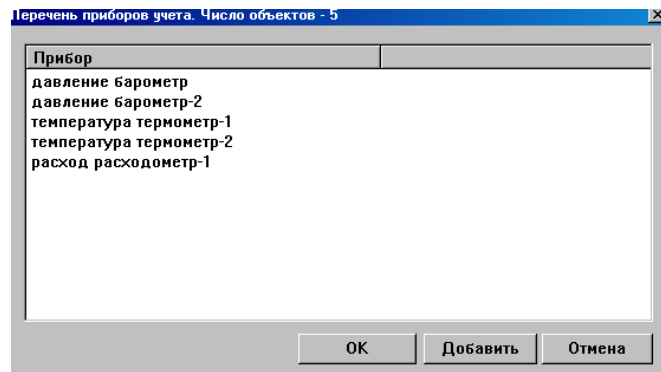 Перечень приборов учета. Число объектов - 5
Прибор
давление барометр
давление барометр-2
температура термометр-1
температура термометр-2
расход расходометр-1
OK Добавить Отмена